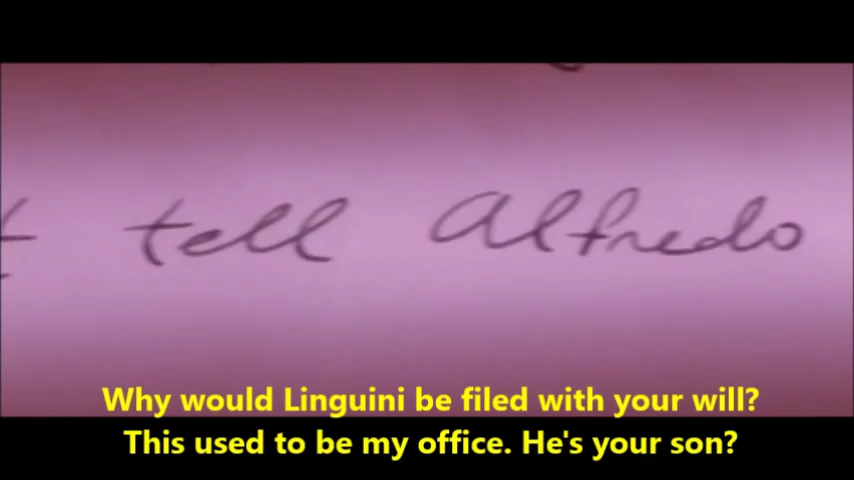 tell Alfredo
Why would Linguini be filed with your will?
This used to be my office. He's your son?